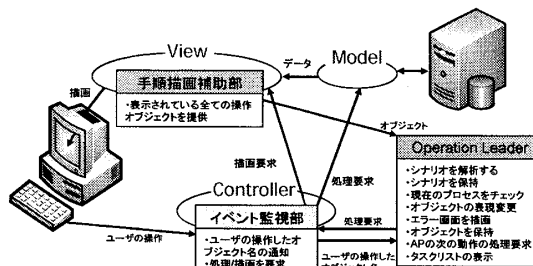 View
Model
データ
手順描画補助部
・表示されている全ての操作
オブジェクトを提供
描画
オブジェクト
描画要求
処理要求
Operation Leader
・シナリオを解析する
・シナリオを保持
・現在のプロセスをチェック
・オブジェクトの表現変更
・エラー画面を描画
・オブジェクトを保持
・APの次の動作の処理要求
・タスクリストの表示
Controller
イベント監視部
・ユーザの操作したオ
ブジェクト名の通知
・処理/描画を要求
処理要求
ユーザの操作
ユーザの操作した